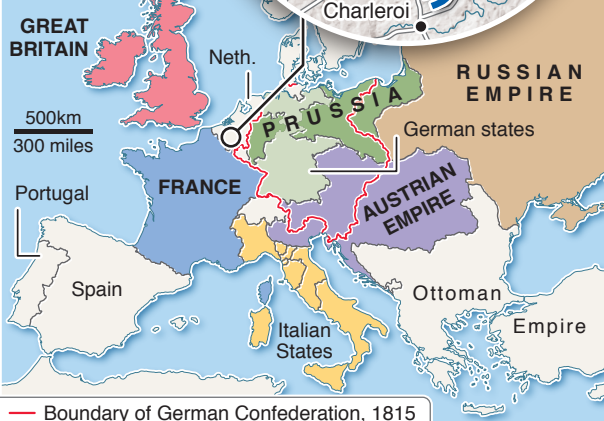 Charleroi
GREAT
BRITAIN
Neth.
RUSSIAN
EMPIRE
PRUSSIA
500km
300 miles
German states
Portugal
FRANCE
AUSTRIAN
EMPIRE
Spain
Ottoman
Empire
Italian
States
Boundary of German Confederation, 1815